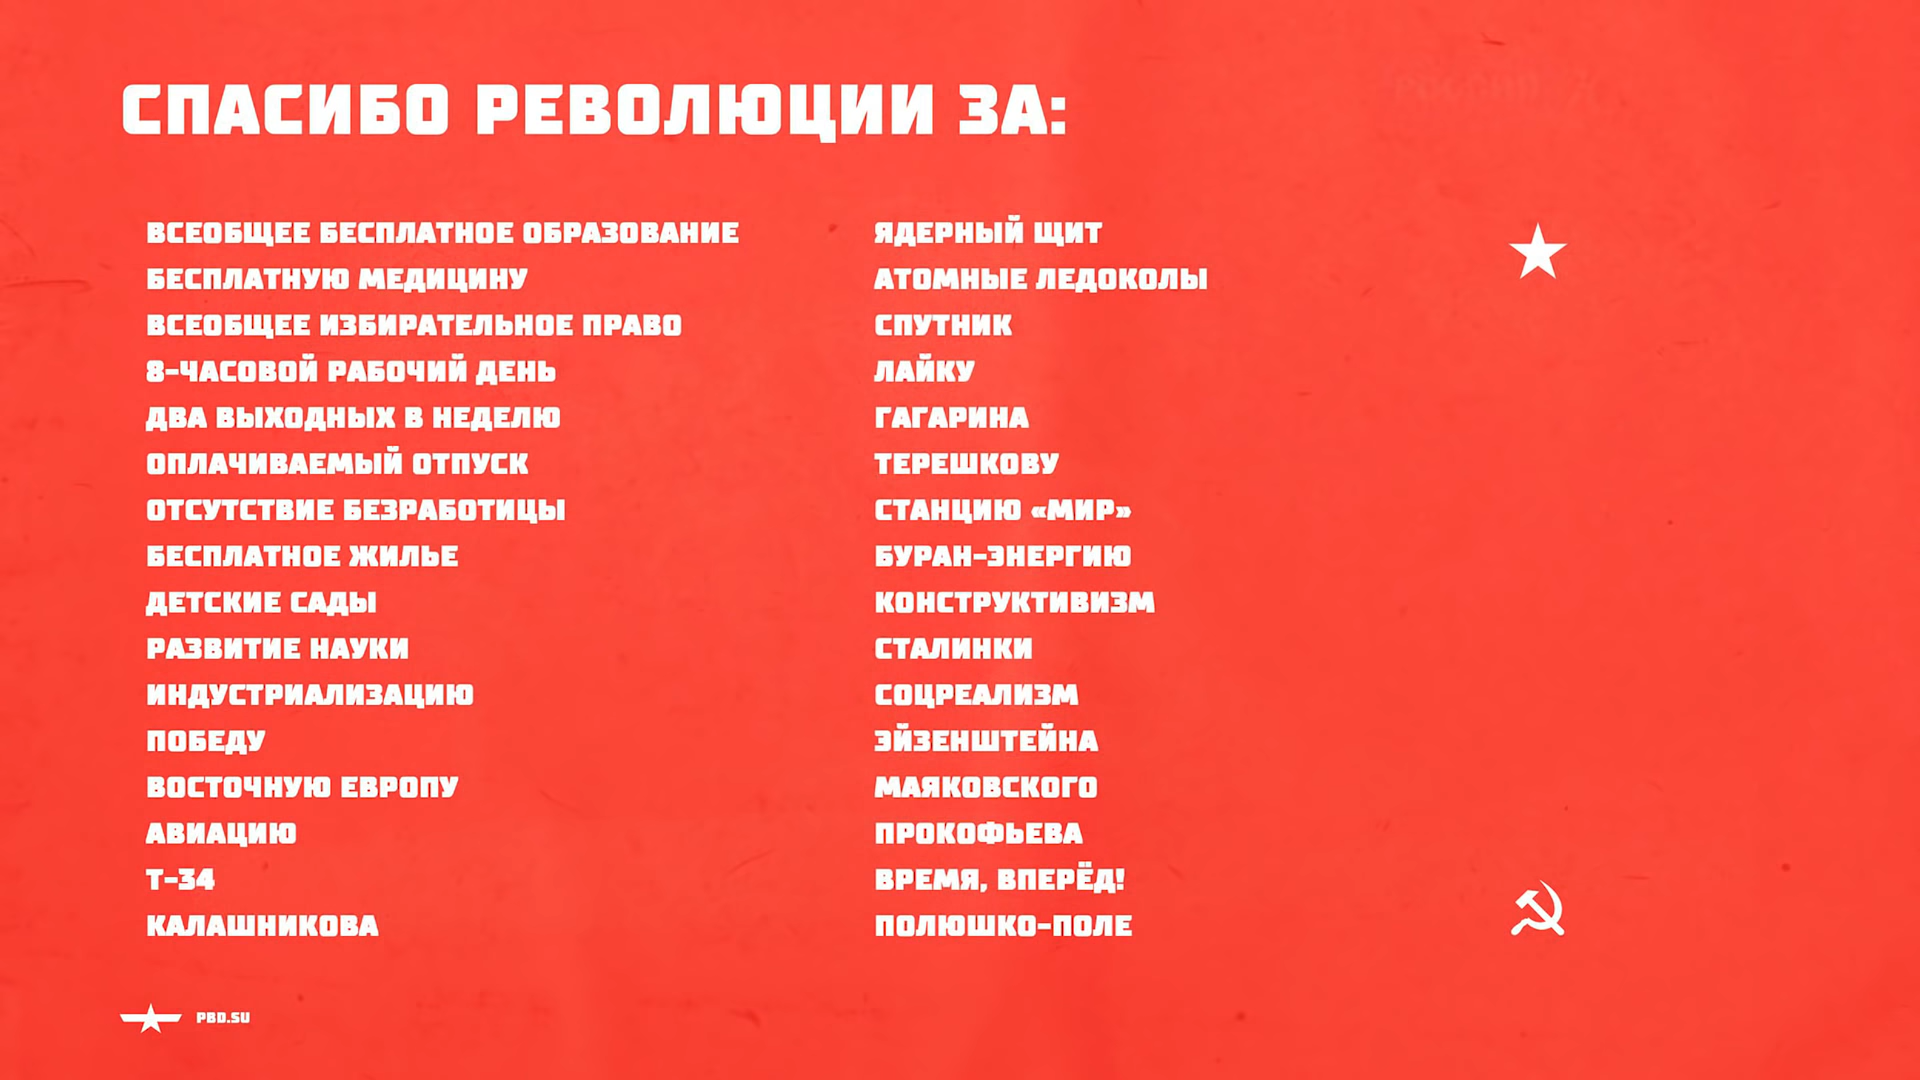 СПАСИБО РЕВОЛЮЦИИ ЗА:
ВСЕОБЩЕЕ БЕСПЛАТНОЕ ОБРАЗОВАНИЕ
БЕСПЛАТНУЮ МЕДИЦИНУ
ВСЕОБЩЕЕ ИЗБИРАТЕЛЬНОЕ ПРАВО
8-ЧАСОВОЙ РАБОЧИЙ ДЕНЬ
ДВА ВЫХОДНЫХ В НЕДЕЛЮ
ОПЛАЧИВАЕМЫЙ ОТПУСК
ОТСУТСТВИЕ БЕЗРАБОТИЦЫ
БЕСПЛАТНОЕ ЖИЛЬЕ
ДЕТСКИЕ САДЫ
РАЗВИТИЕ НАУКИ
ИНДУСТРИАЛИЗАЦИЮ
ПОБЕДУ
ВОСТОЧНУЮ ЕВРОПУ
АВИАЦИЮ
Т-34
КАЛАШНИКОВА
ЯДЕРНЫЙ ЩИТ
АТОМНЫЕ ЛЕДОКОЛЫ
СПУТНИК
ЛАЙКУ
ГАГАРИНА
ТЕРЕШКОВУ
СТАНЦИЮ «МИР»
БУРАН-ЭНЕРГИЮ
КОНСТРУКТИВИЗМ
СТАЛИНКИ
СОЦРЕАЛИЗМ
ЭЙЗЕНШТЕЙНА
МАЯКОВСКОГО
ПРОКОФЬЕВА
ВРЕМЯ, ВПЕРЁД!
ПОЛЮШКО-ПОЛЕ
PBD.SU